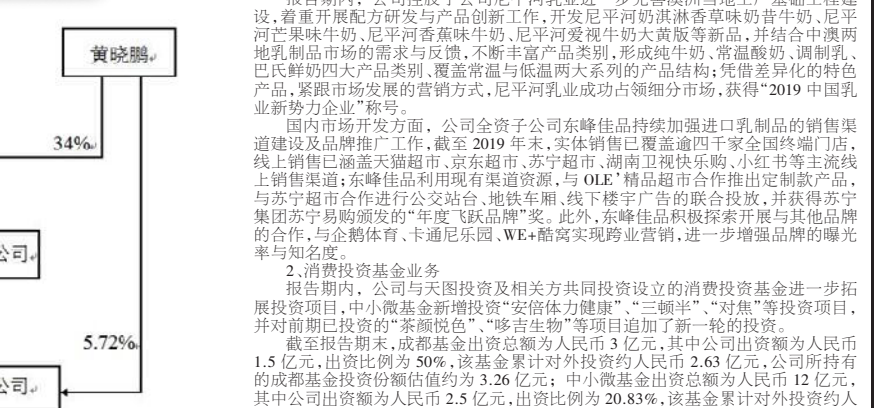 黄晓鹏
34%
公司
5.72%
公司
报告期内，公司控股子公司尼平河乳业进一步完善澳洲当地生产基础工程建
设，着重开展配方研发与产品创新工作，开发尼平河奶淇淋香草味奶昔牛奶、尼平
河芒果味牛奶、尼平河香蕉味牛奶、尼平河爱视牛奶大黄版等新品，并结合中澳两
地乳制品市场的需求与反馈，不断丰富产品类别，形成纯牛奶、常温酸奶、调制乳、
巴氏鲜奶四大产品类别、覆盖常温与低温两大系列的产品结构；凭借差异化的特色
产品，紧跟市场发展的营销方式，尼平河乳业成功占领细分市场，获得“2019 中国乳
业新势力企业”称号。
国内市场开发方面，公司全资子公司东峰佳品持续加强进口乳制品的销售渠
道建设及品牌推广工作，截至 2019 年末，实体销售已覆盖逾四千家全国终端门店，
线上销售已涵盖天猫超市、京东超市、苏宁超市、湖南卫视快乐购、小红书等主流线
上销售渠道；东峰佳品利用现有渠道资源，与 OLE’精品超市合作推出定制款产品，
与苏宁超市合作进行公交站台、地铁车厢、线下楼宇广告的联合投放，并获得苏宁
集团苏宁易购颁发的“年度飞跃品牌”奖。此外，东峰佳品积极探索开展与其他品牌
的合作，与企鹅体育、卡通尼乐园、WE+酷窝实现跨业营销，进一步增强品牌的曝光
率与知名度。
2、消费投资基金业务
报告期内，公司与天图投资及相关方共同投资设立的消费投资基金进一步拓
展投资项目，中小微基金新增投资“安倍体力健康”、“三顿半”、“对焦”等投资项目，
并对前期已投资的“茶颜悦色”、“哆吉生物”等项目追加了新一轮的投资。
截至报告期末，成都基金出资总额为人民币 3 亿元，其中公司出资额为人民币
1.5 亿元，出资比例为 50%，该基金累计对外投资约人民币 2.63 亿元，公司所持有
的成都基金投资份额估值约为 3.26 亿元；中小微基金出资总额为人民币 12 亿元，
其中公司出资额为人民币 2.5 亿元，出资比例为 20.83%，该基金累计对外投资约人